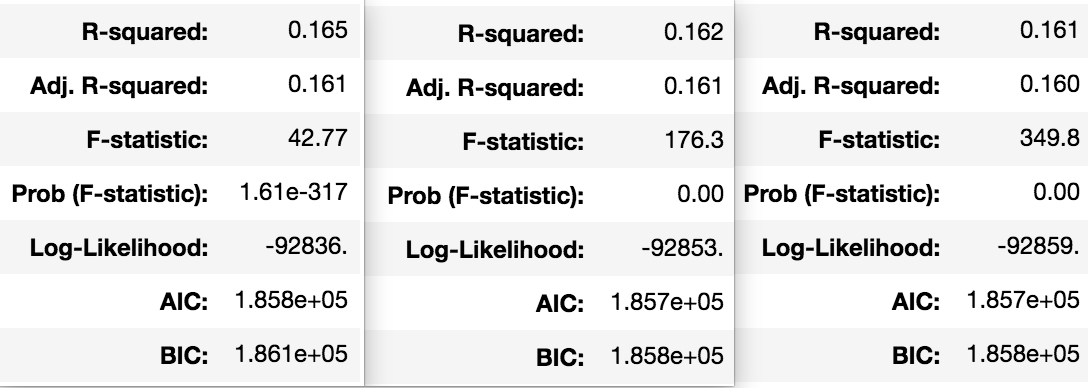 R-squared: 0.165
Adj. R-squared: 0.161
F-statistic: 42.77
Prob (F-statistic): 1.61e-317
Log-Likelihood: -92836.
AIC: 1.858e+05
BIC: 1.861e+05
R-squared: 0.162
Adj. R-squared: 0.161
F-statistic: 176.3
Prob (F-statistic): 0.00
Log-Likelihood: -92853.
AIC: 1.857e+05
BIC: 1.858e+05
R-squared: 0.161
Adj. R-squared: 0.160
F-statistic: 349.8
Prob (F-statistic): 0.00
Log-Likelihood: -92859.
AIC: 1.857e+05
BIC: 1.858e+05